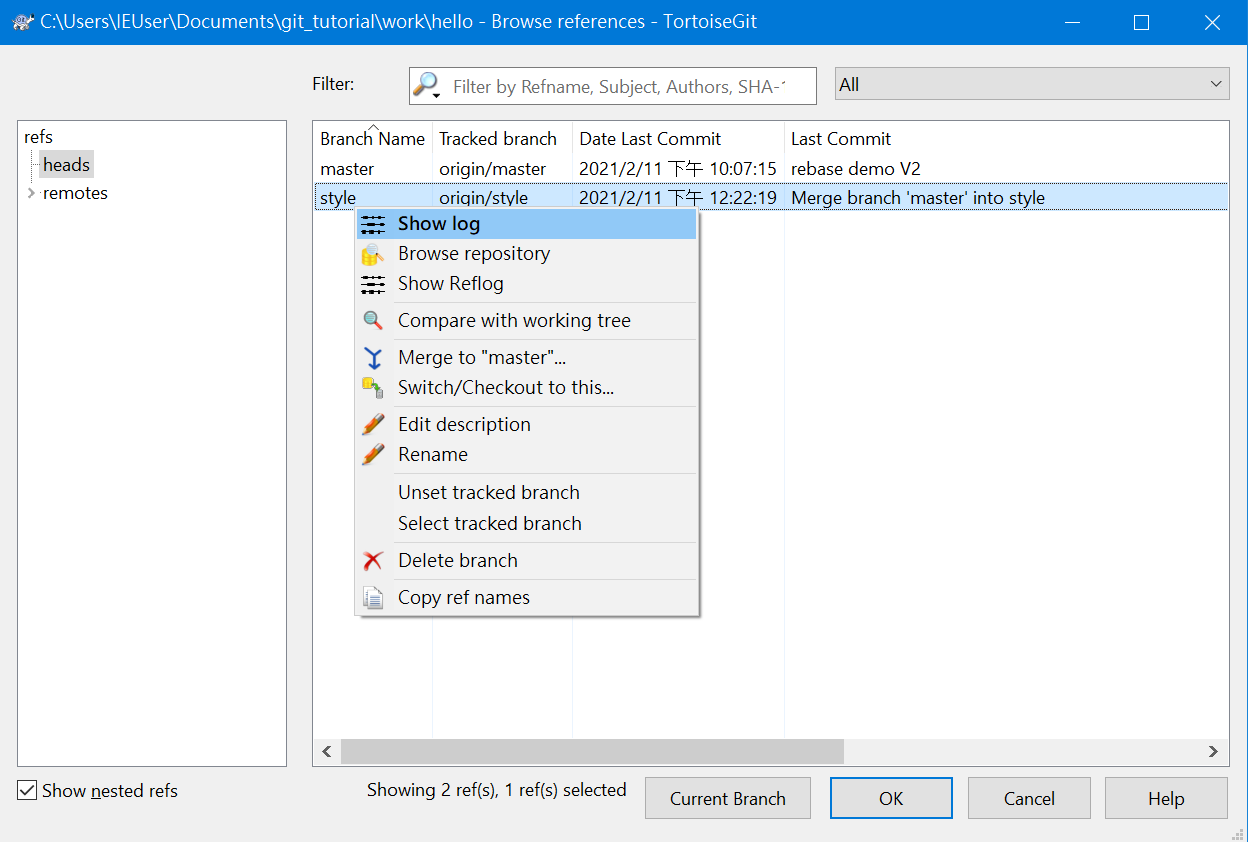 C:\Users\IEUser\Documents\git_tutorial\work\hello - Browse references - TortoiseGit
Filter:
Filter by Refname, Subject, Authors, SHA-
All
refs
heads
remotes
Branch Name Tracked branch Date Last Commit Last Commit
master origin/master 2021/2/11 下午 10:07:15 rebase demo V2
style origin/style 2021/2/11 下午 12:22:19 Merge branch 'master' into style
Show log
Browse repository
Show Reflog
Compare with working tree
Merge to "master"...
Switch/Checkout to this...
Edit description
Rename
Unset tracked branch
Select tracked branch
Delete branch
Copy ref names
Show nested refs
Showing 2 ref(s), 1 ref(s) selected
Current Branch
OK
Cancel
Help